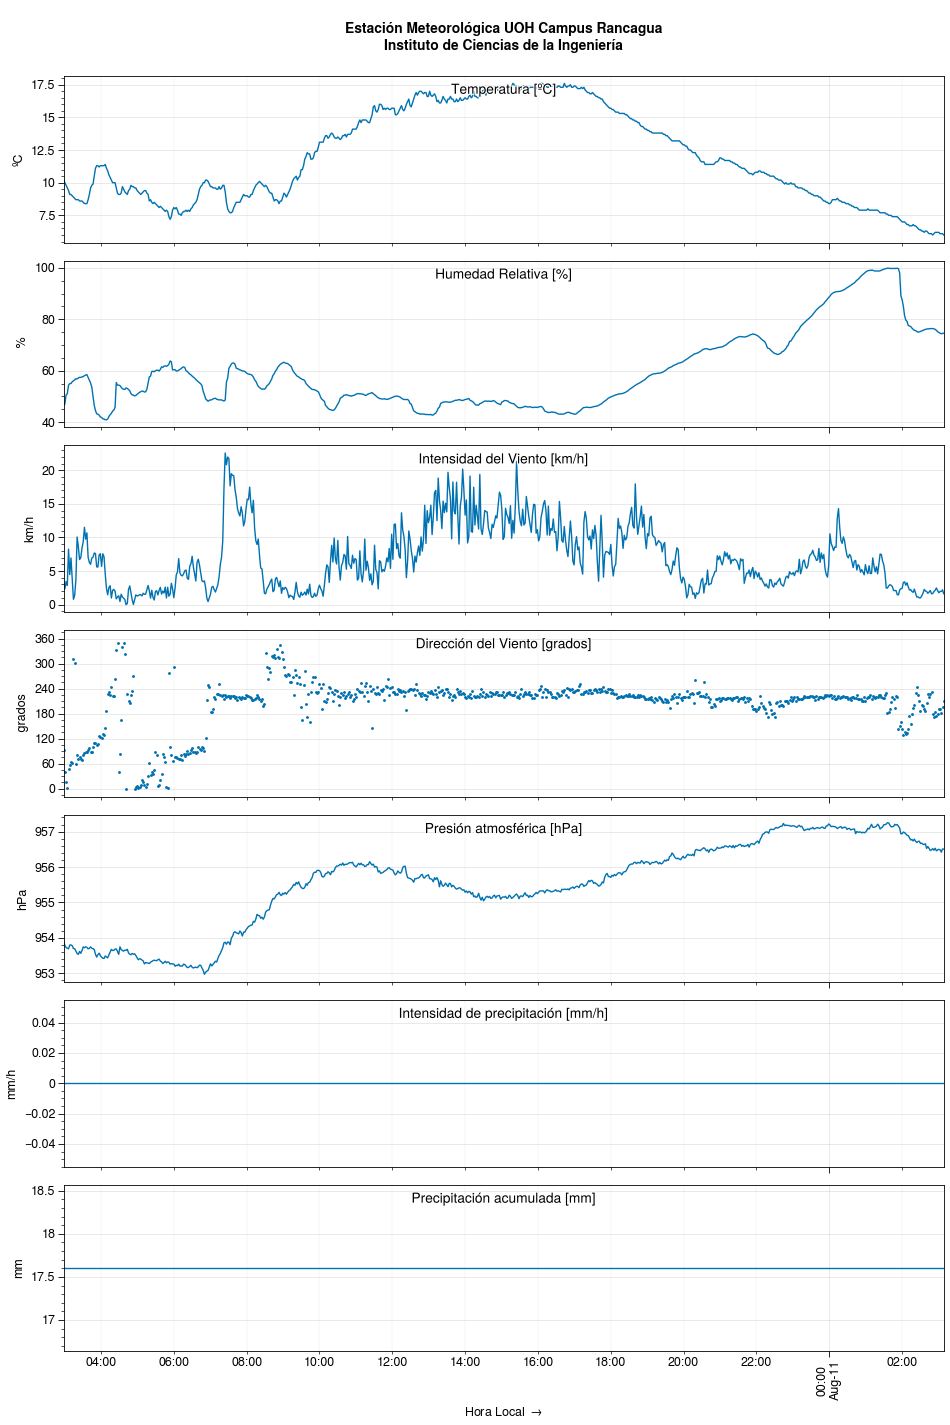 Estación Meteorológica UOH Campus Rancagua
Instituto de Ciencias de la Ingeniería
Temperatura [ºC]
ºC
17.5
15
12.5
10
7.5
Humedad Relativa [%]
%
100
80
60
40
Intensidad del Viento [km/h]
km/h
20
15
10
5
0
Dirección del Viento [grados]
grados
360
300
240
180
120
60
0
Presión atmosférica [hPa]
hPa
957
956
955
954
953
Intensidad de precipitación [mm/h]
mm/h
0.04
0.02
0
−0.02
−0.04
Precipitación acumulada [mm]
mm
18.5
18
17.5
17
04:00 06:00 08:00 10:00 12:00 14:00 16:00 18:00 20:00 22:00 00:00 02:00
Aug-11
Hora Local →